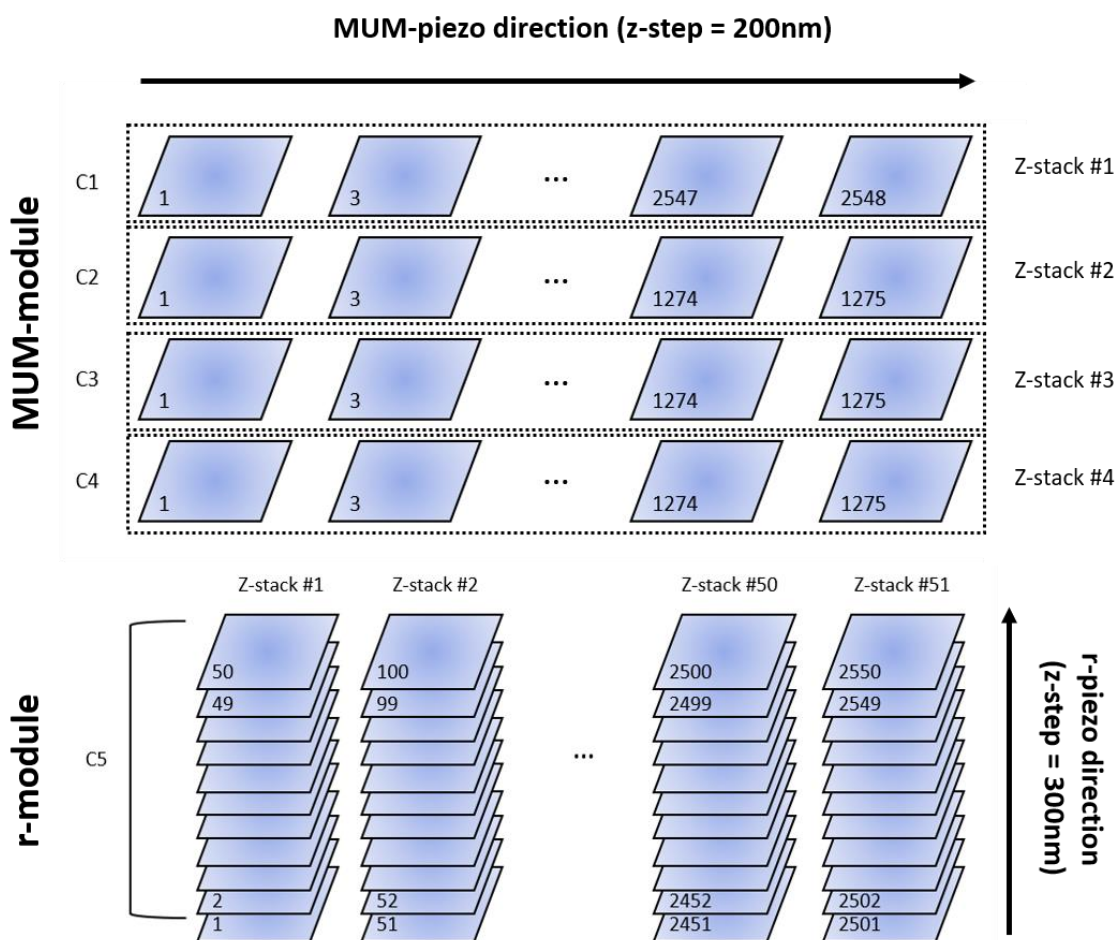 MUM-piezo direction (z-step = 200nm)
MUM-module
C1
1
3
...
2547
2548
Z-stack #1
C2
1
3
...
1274
1275
Z-stack #2
C3
1
3
...
1274
1275
Z-stack #3
C4
1
3
...
1274
1275
Z-stack #4
r-module
C5
Z-stack #1
Z-stack #2
Z-stack #50
Z-stack #51
50
100
2500
2550
49
99
2499
2549
...
2
52
2452
2502
1
51
2451
2501
r-piezo direction
(z-step = 300nm)